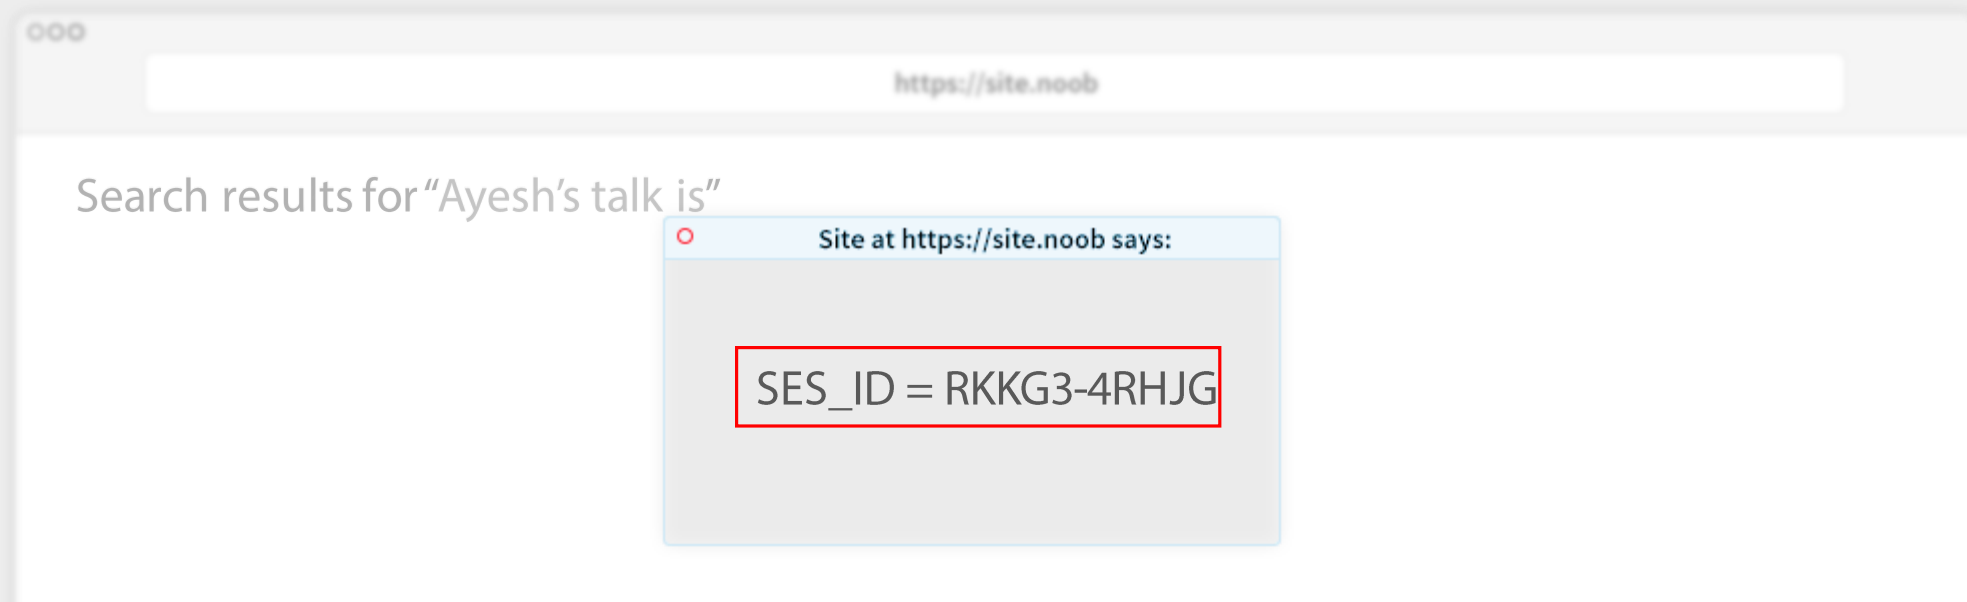 https://site.noob
Search results for “Ayesh’s talk is”
Site at https://site.noob says:
SES_ID = RKKG3-4RHJG